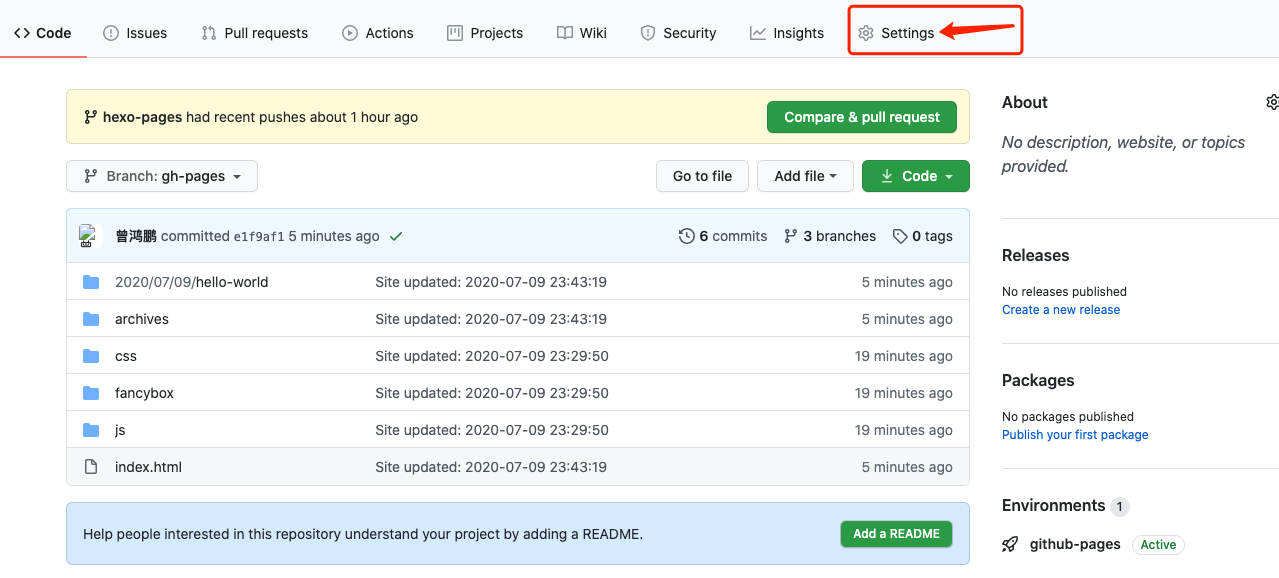 Code Issues Pull requests Actions Projects Wiki Security Insights Settings
hexo-pages had recent pushes about 1 hour ago Compare & pull request
Branch: gh-pages Go to file Add file Code
曾鸿鹏 committed e1f9af1 5 minutes ago 6 commits 3 branches 0 tags
2020/07/09/hello-world Site updated: 2020-07-09 23:43:19 5 minutes ago
archives Site updated: 2020-07-09 23:43:19 5 minutes ago
css Site updated: 2020-07-09 23:29:50 19 minutes ago
fancybox Site updated: 2020-07-09 23:29:50 19 minutes ago
js Site updated: 2020-07-09 23:29:50 19 minutes ago
index.html Site updated: 2020-07-09 23:43:19 5 minutes ago
Help people interested in this repository understand your project by adding a README. Add a README
About
No description, website, or topics
provided.
Releases
No releases published
Create a new release
Packages
No packages published
Publish your first package
Environments 1
github-pages Active